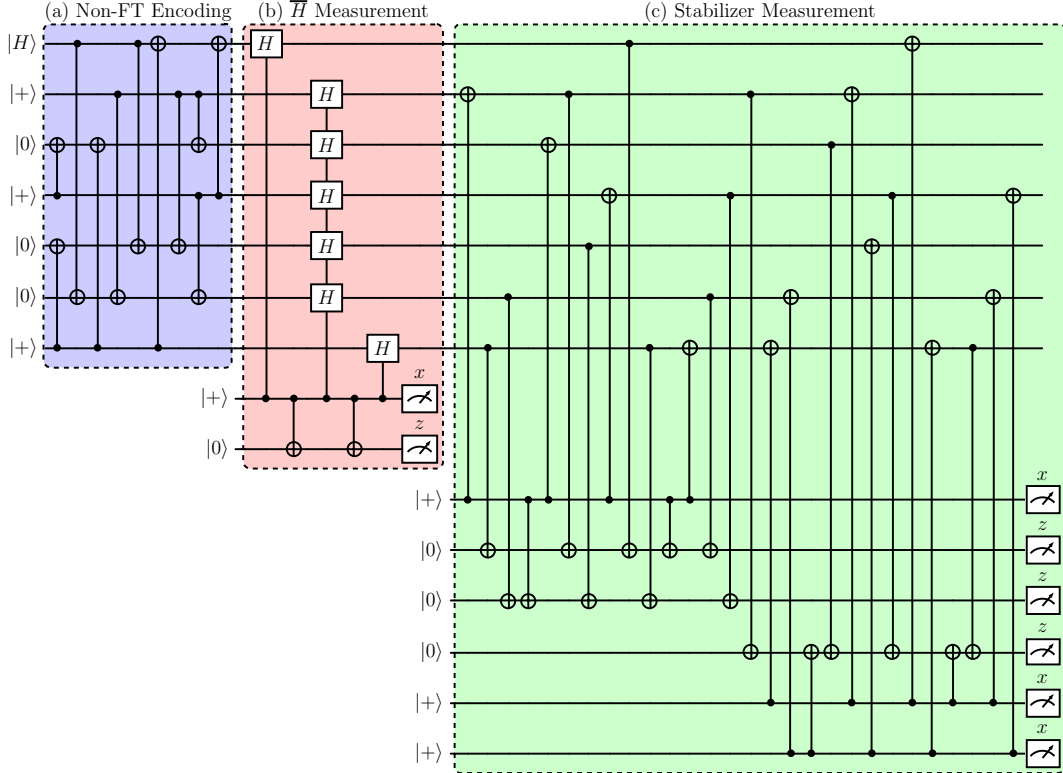 (a) Non-FT Encoding (b) H̅ Measurement (c) Stabilizer Measurement
|H⟩ H
|+⟩ H
|0⟩ H
|+⟩ H
|0⟩ H
|0⟩ H
|+⟩ H
x
|+⟩
z
|0⟩
x
|+⟩
z
|0⟩
z
|0⟩
z
|0⟩
x
|+⟩
x
|+⟩